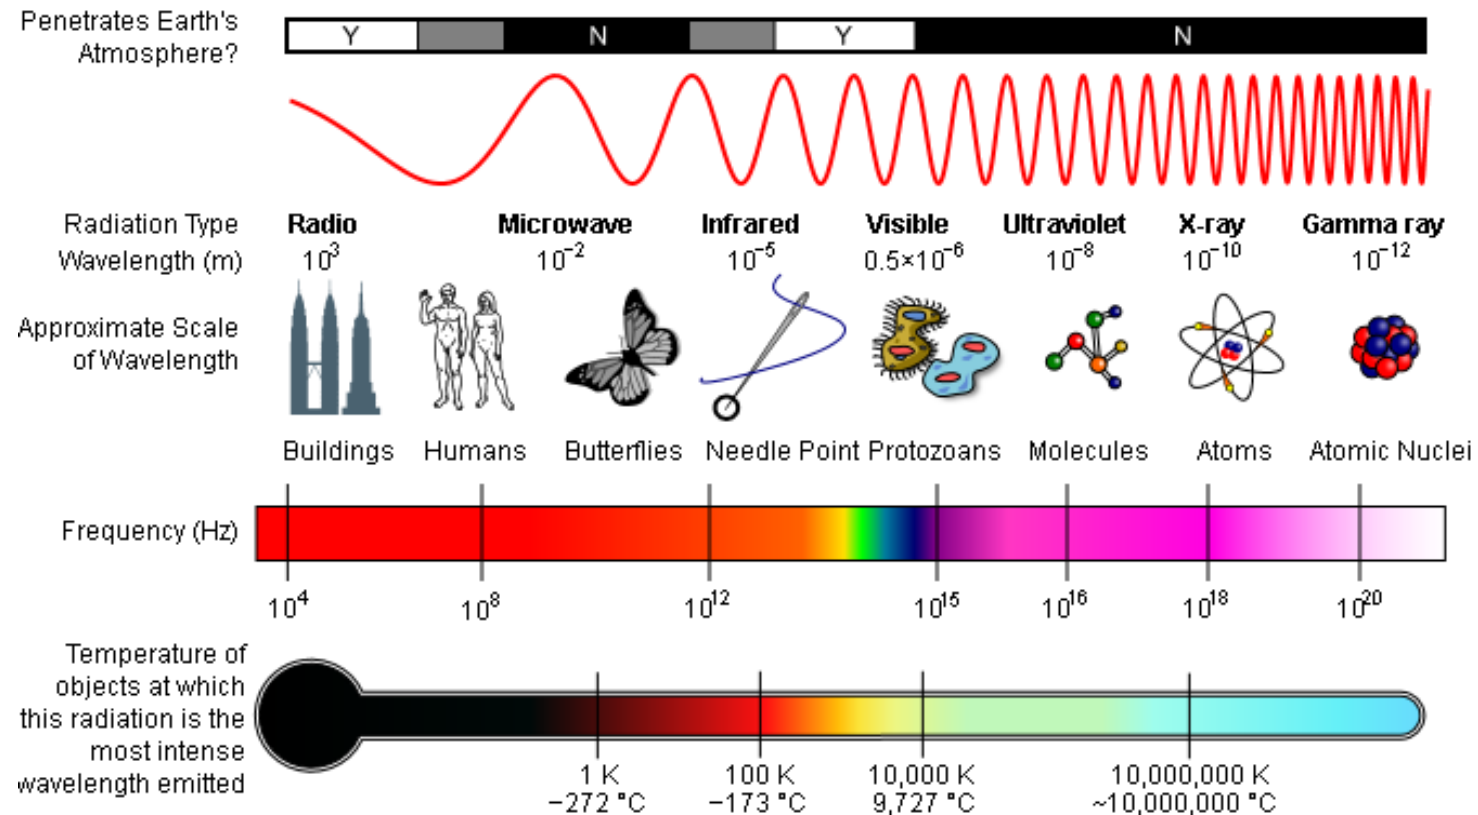 Penetrates Earth's
Atmosphere?
Y N Y N
Radiation Type
Radio Microwave Infrared Visible Ultraviolet X-ray Gamma ray
Wavelength (m)
10³ 10⁻² 10⁻⁵ 0.5×10⁻⁶ 10⁻⁸ 10⁻¹⁰ 10⁻¹²
Approximate Scale
of Wavelength
Buildings Humans Butterflies Needle Point Protozoans Molecules Atoms Atomic Nuclei
Frequency (Hz)
10⁴ 10⁸ 10¹² 10¹⁵ 10¹⁶ 10¹⁸ 10²⁰
Temperature of
objects at which
this radiation is the
most intense
wavelength emitted
1 K 100 K 10,000 K 10,000,000 K
−272 °C −173 °C 9,727 °C ~10,000,000 °C